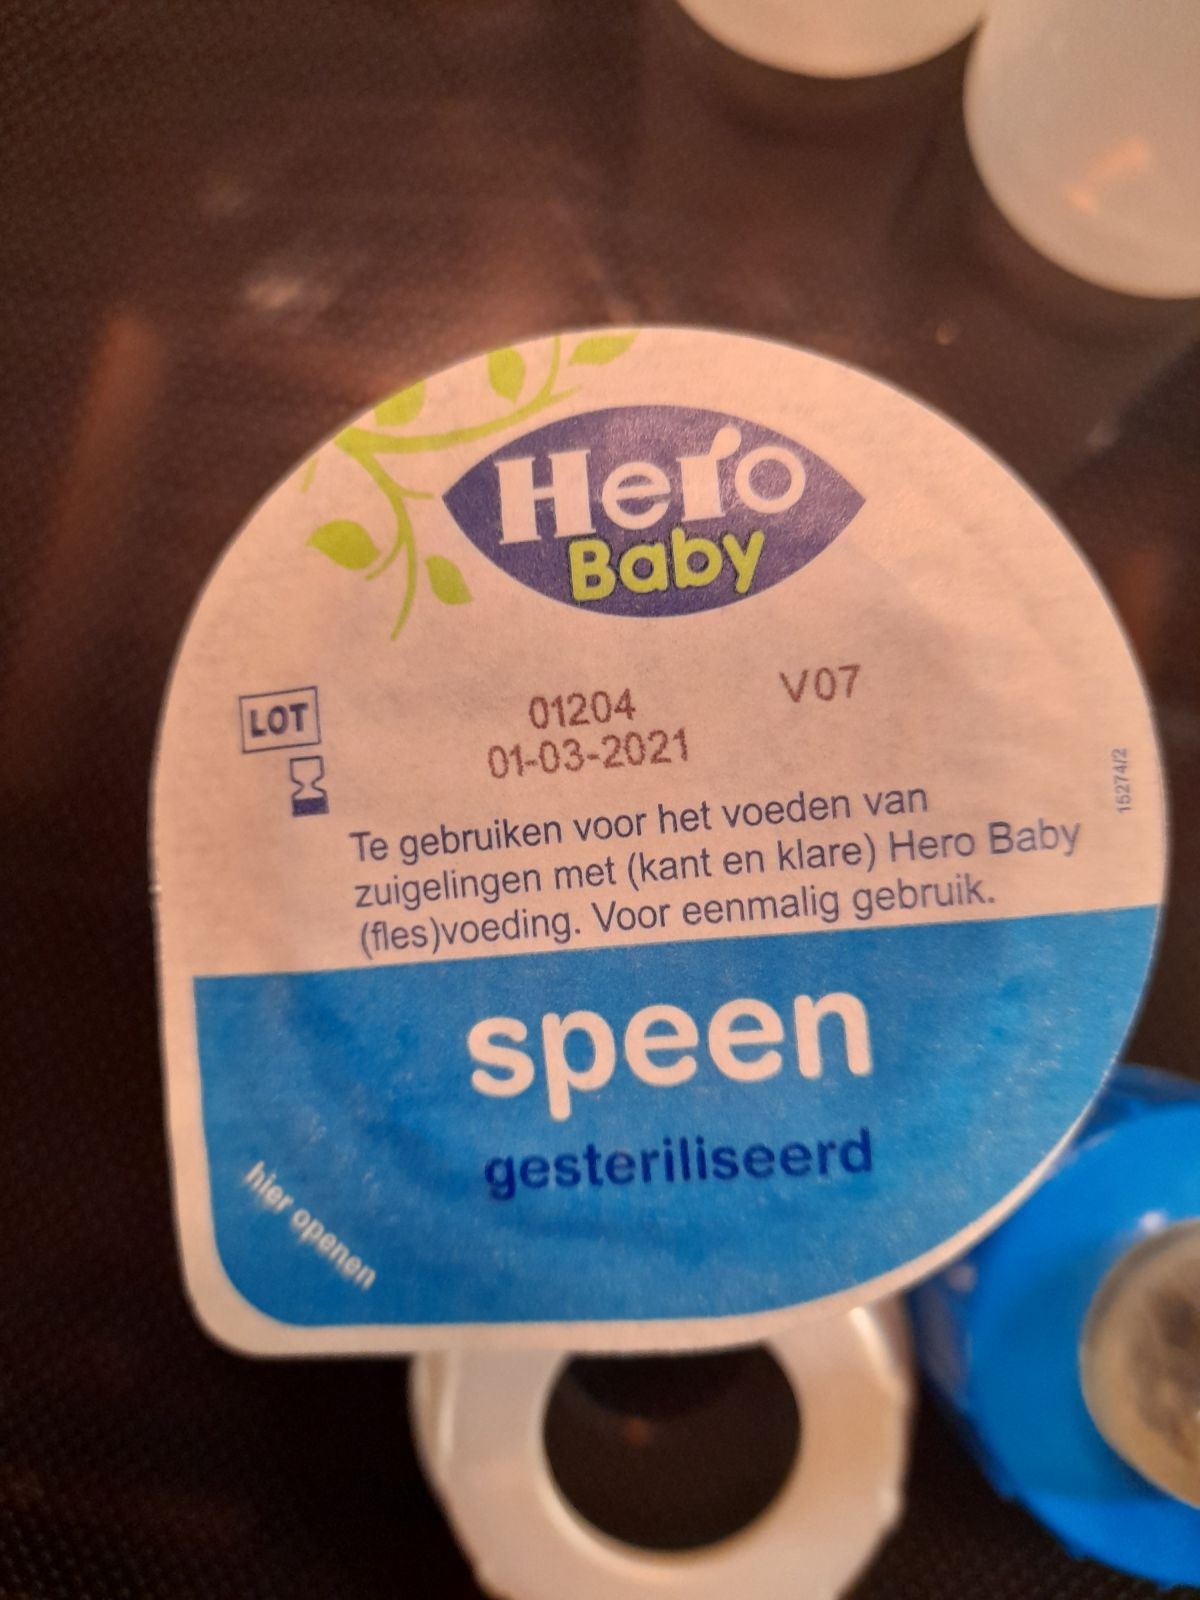 Hero
Baby
LOT
01204 V07
01-03-2021
15274/2
Te gebruiken voor het voeden van
zuigelingen met (kant en klare) Hero Baby
(fles)voeding. Voor eenmalig gebruik.
speen
gesteriliseerd
hier openen